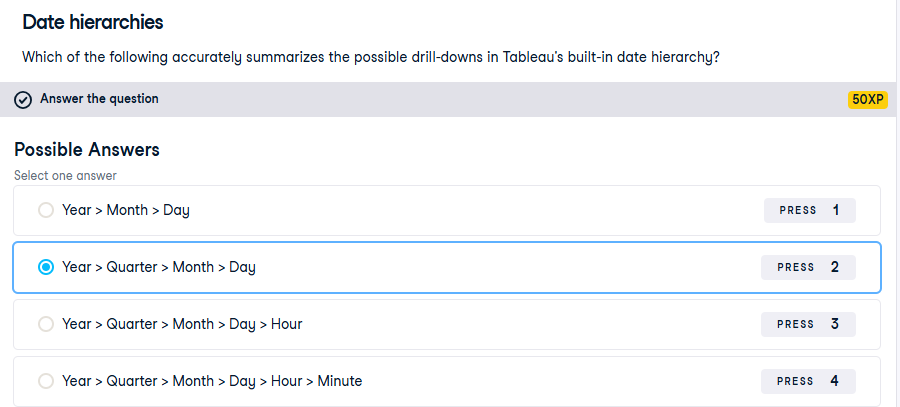 Date hierarchies
Which of the following accurately summarizes the possible drill-downs in Tableau's built-in date hierarchy?
Answer the question 50XP
Possible Answers
Select one answer
Year > Month > Day PRESS 1
Year > Quarter > Month > Day PRESS 2
Year > Quarter > Month > Day > Hour PRESS 3
Year > Quarter > Month > Day > Hour > Minute PRESS 4